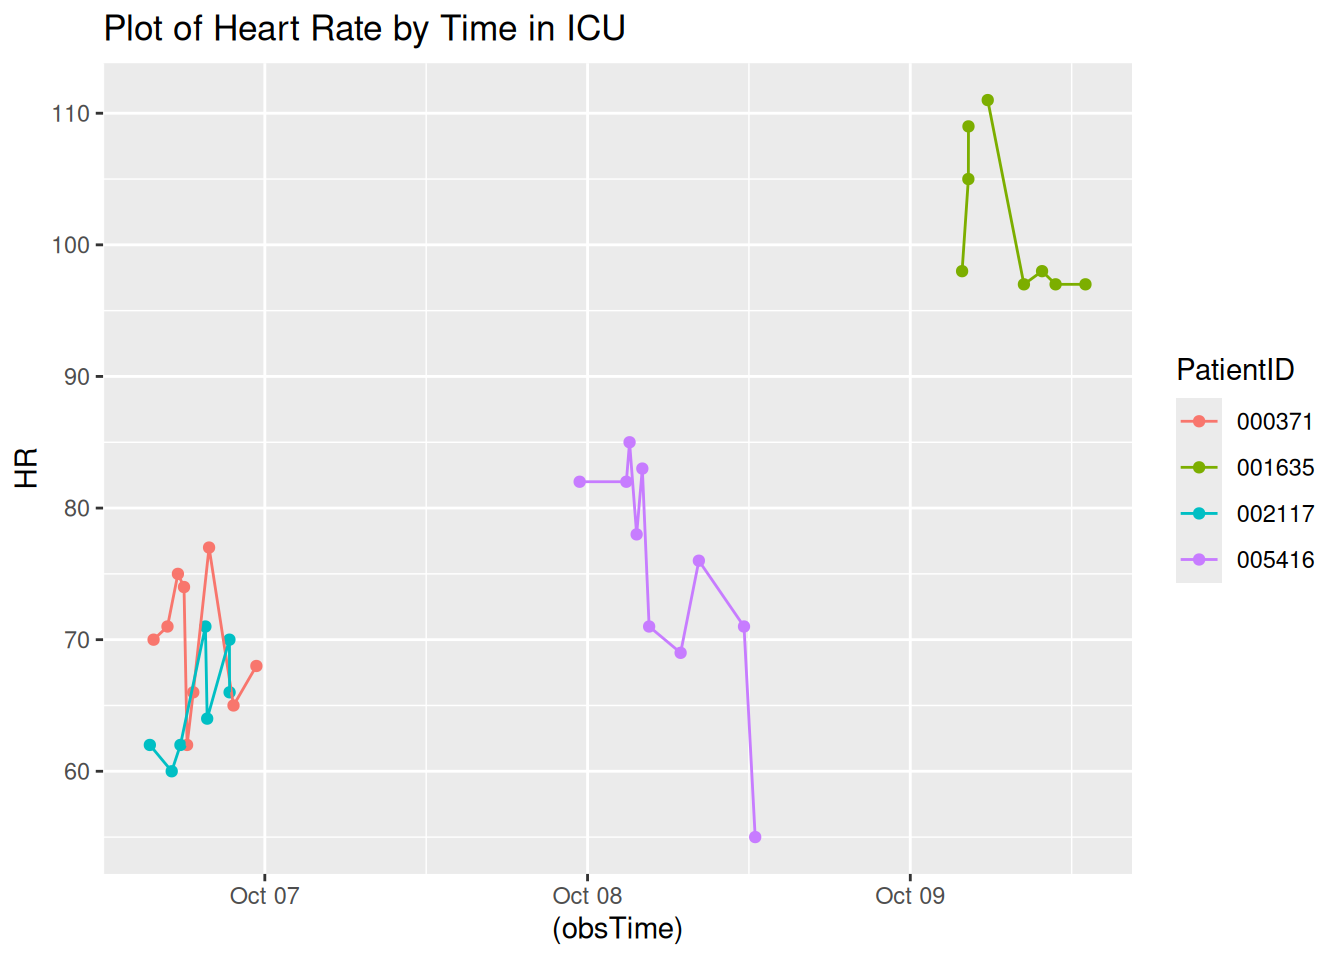 Plot of Heart Rate by Time in ICU
110
100
90
80
70
60
HR
Oct 07
Oct 08
Oct 09
(obsTime)
PatientID
000371
001635
002117
005416